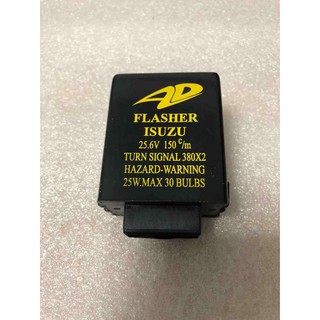 AD
FLASHER
ISUZU
25.6V 150 c/m
TURN SIGNAL 380X2
HAZARD-WARNING
25W.MAX 30 BULBS